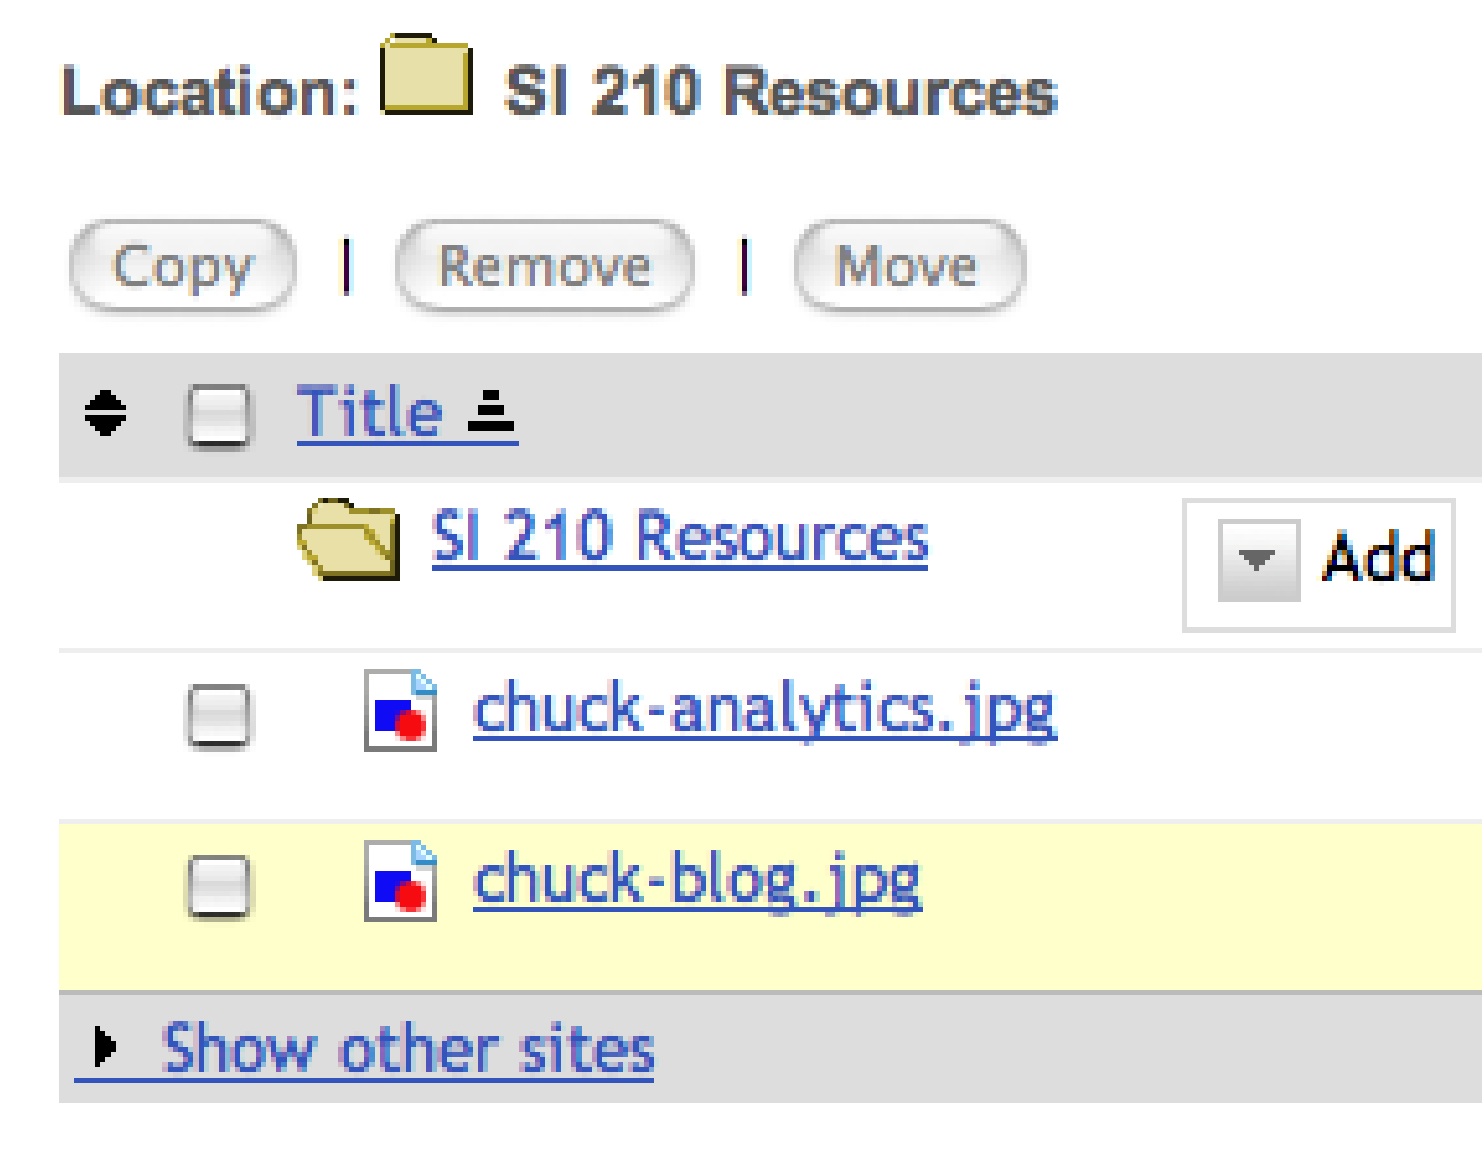 Location: SI 210 Resources
Copy | Remove | Move
Title
SI 210 Resources Add
chuck-analytics.jpg
chuck-blog.jpg
Show other sites